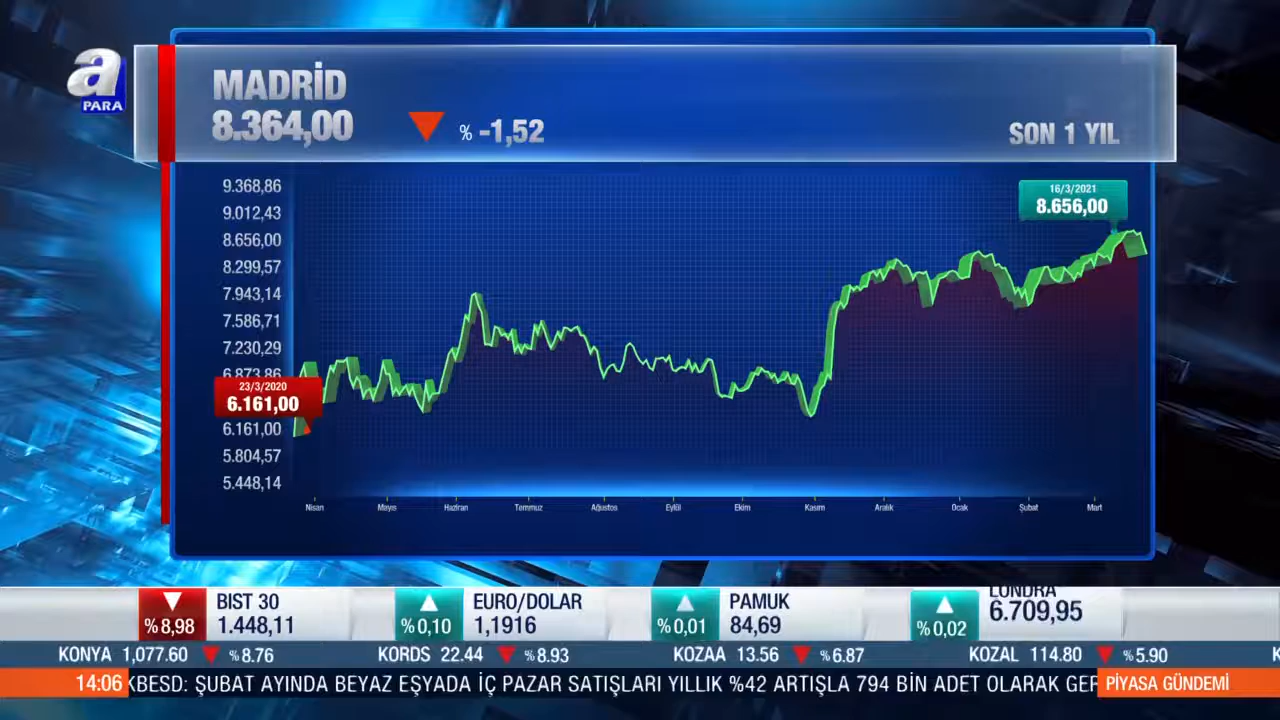 a
PARA
MADRİD
8.364,00
% -1,52
SON 1 YIL
9.368,86
9.012,43
8.656,00
8.299,57
7.943,14
7.586,71
7.230,29
6.873,86
6.161,00
5.804,57
5.448,14
16/3/2021
8.656,00
23/3/2020
6.161,00
Nisan Mayıs Haziran Temmuz Ağustos Eylül Ekim Kasım Aralık Ocak Şubat Mart
%8,98 BIST 30 1.448,11
%0,10 EURO/DOLAR 1,1916
%0,01 PAMUK 84,69
%0,02 LONDRA 6.709,95
KONYA 1,077.60 %8.76 KORDS 22.44 %8.93 KOZAA 13.56 %6.87 KOZAL 114.80 %5.90 K
14:06 KBESD: ŞUBAT AYINDA BEYAZ EŞYADA İÇ PAZAR SATIŞLARI YILLIK %42 ARTIŞLA 794 BİN ADET OLARAK GER PİYASA GÜNDEMİ